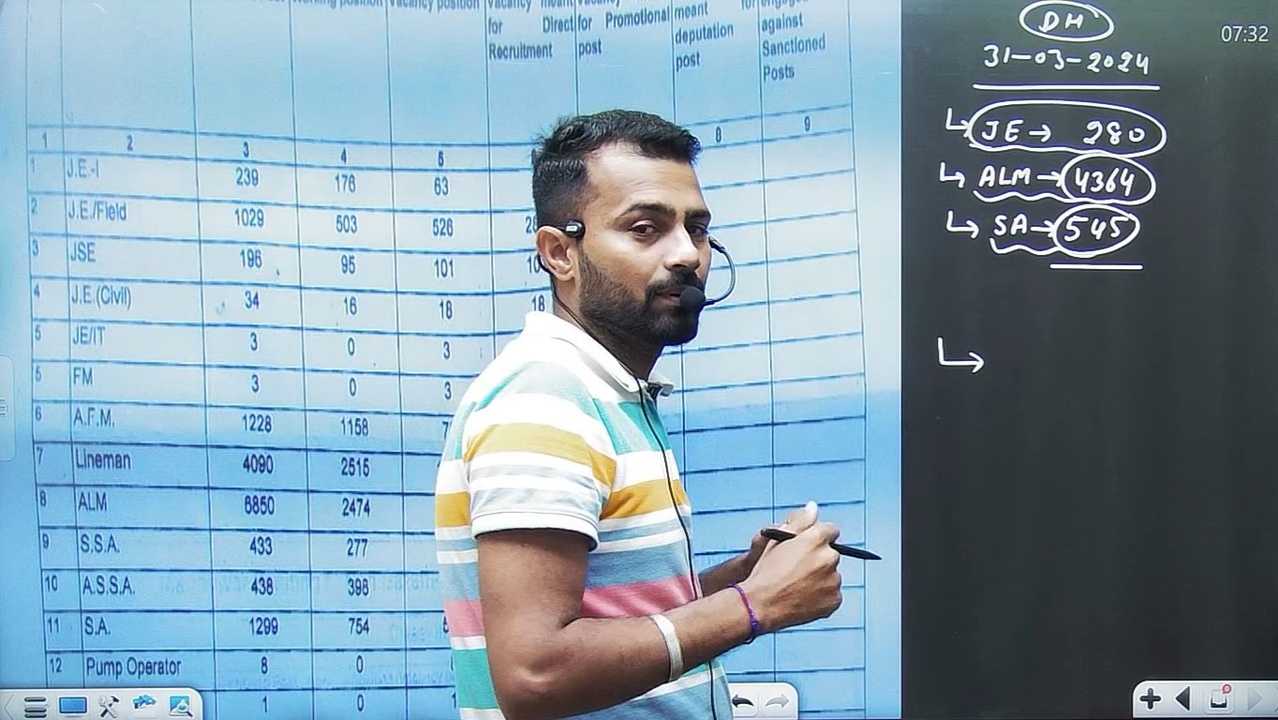 Working position
Vacancy position
Vacancy meant
for Direct
Recruitment
for Promotional
post
meant for
deputation
post
engaged
against
Sanctioned
Posts
1 2 3 4 5 8 9
1 J.E.-I 239 176 63
2 J.E./Field 1029 503 526
3 JSE 196 95 101
4 J.E.(Civil) 34 16 18 18
5 JE/IT 3 0 3
5 FM 3 0 3
6 A.F.M. 1228 1158
7 Lineman 4090 2515
8 ALM 6850 2474
9 S.S.A. 433 277
10 A.S.S.A. 438 398
11 S.A. 1299 754
12 Pump Operator 8 0
1 0 1
DH
31-03-2024
JE → 280
ALM → 4364
SA → 545
07:32